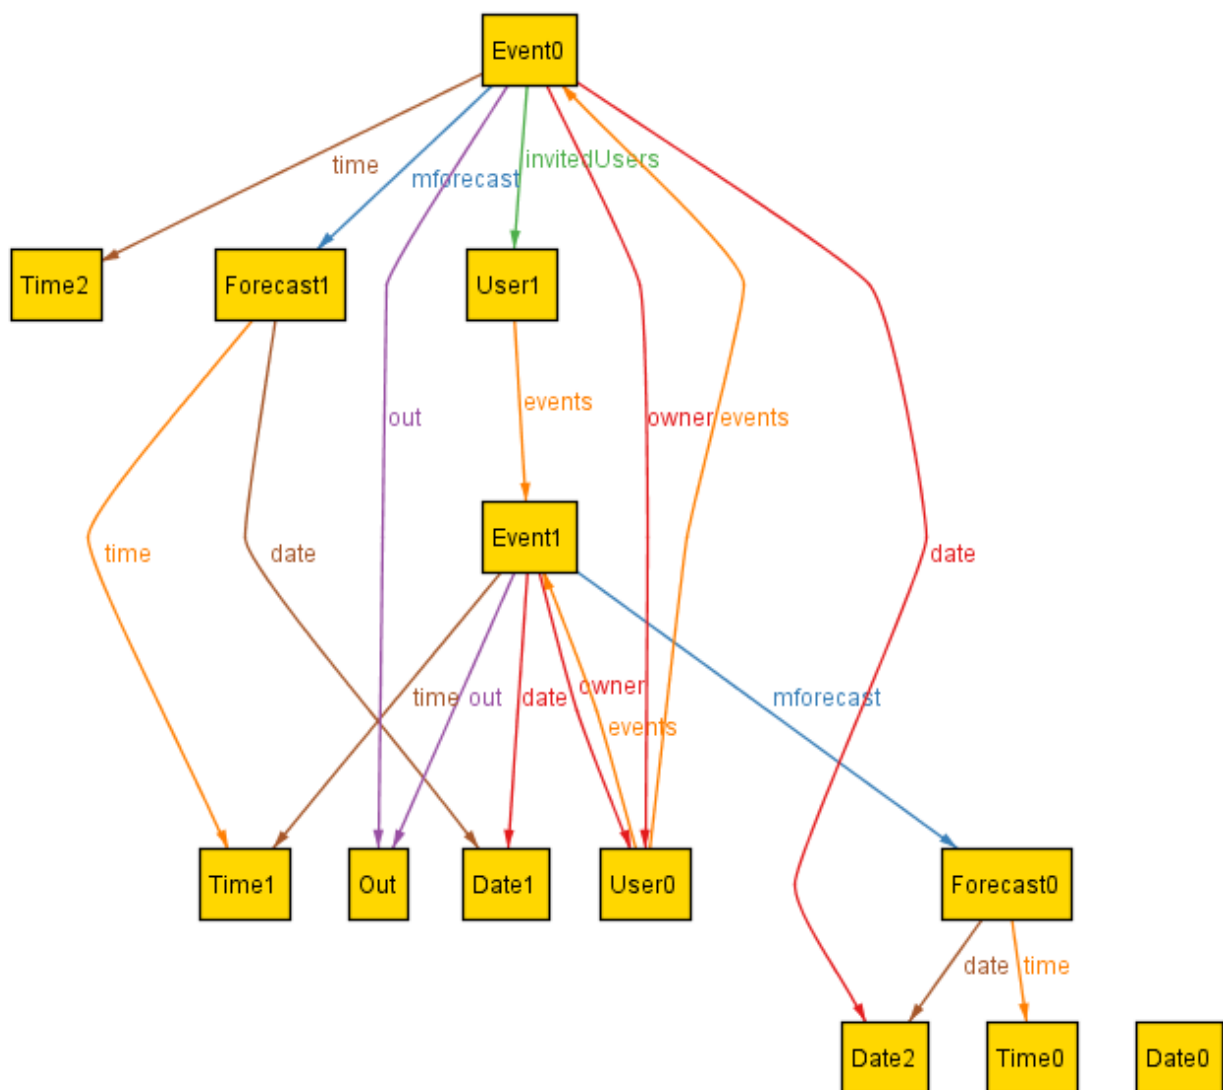 Event0
time
mforecast
invitedUsers
Time2
Forecast1
User1
events
out
owner
events
Event1
time
date
date
time
out
date
owner
events
mforecast
Time1
Out
Date1
User0
Forecast0
date
time
Date2
Time0
Date0